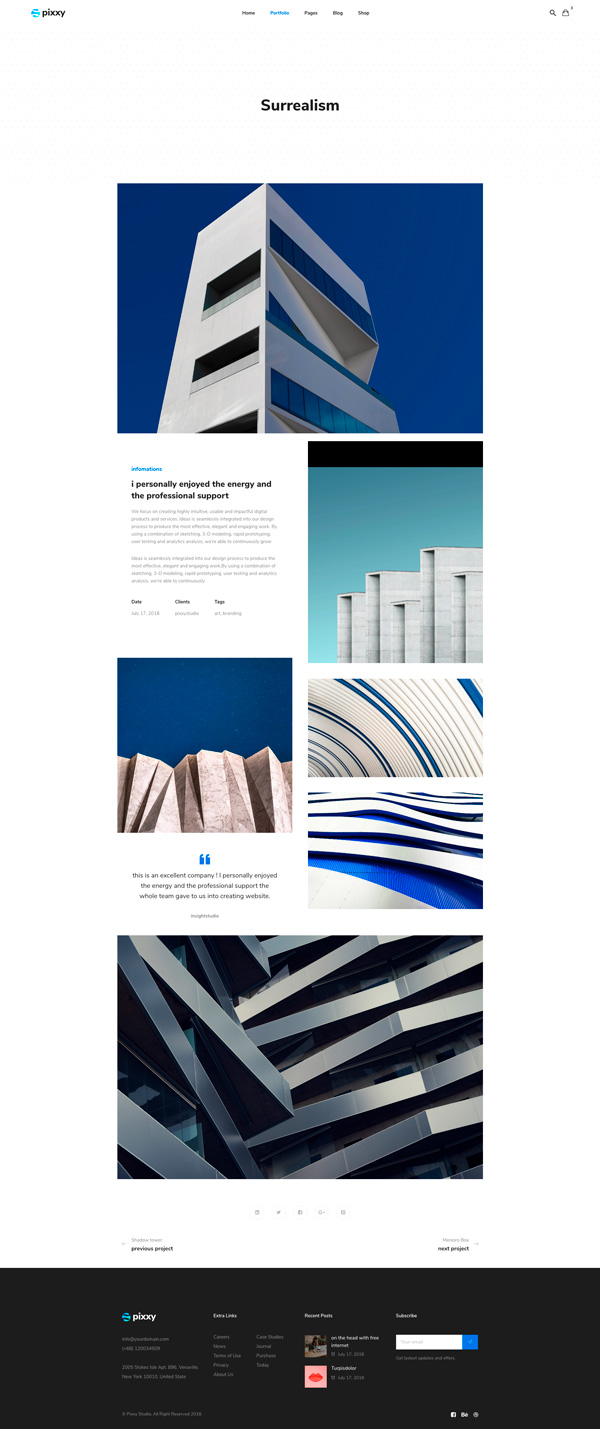 pixxy
Home Portfolio Pages Blog Shop
Surrealism
infomations
i personally enjoyed the energy and
the professional support
We focus on creating highly intuitive, usable and impactful digital
products and services. Ideas is seamlessly integrated into our design
process to produce the most effective, elegant and engaging work. By
using a combination of sketching, 3-D modeling, rapid prototyping,
user testing and analytics analysis, we're able to continuously grow
Ideas is seamlessly integrated into our design process to produce the
most effective, elegant and engaging work.By using a combination of
sketching, 3-D modeling, rapid prototyping, user testing and analytics
analysis, we're able to continuously
Date Clients Tags
July 17, 2018 pixxy.studio art, branding
this is an excellent company ! I personally enjoyed
the energy and the professional support the
whole team gave to us into creating website.
insightstudio
Shadow tower
previous project
Memoro Box
next project
pixxy
info@yourdomain.com
(+68) 120034509
2005 Stokes Isle Apt. 896, Venaville
New York 10010, United State
Extra Links
Careers
News
Terms of Use
Privacy
About Us
Case Studies
Journal
Purchase
Today
Recent Posts
on the head with free
internet
July 17, 2018
Turpisdolor
July 17, 2018
Subscribe
Your email
Get lastest updates and offers.
© Pixxy Studio. All Right Reserved 2018